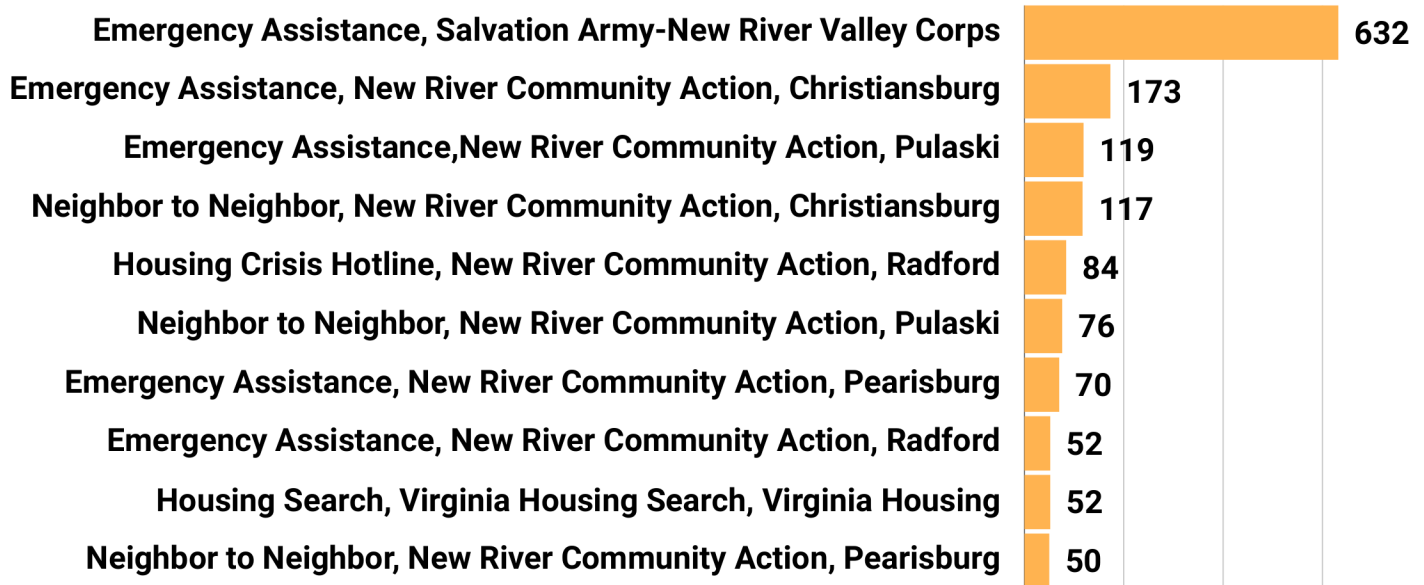 Emergency Assistance, Salvation Army-New River Valley Corps 632
Emergency Assistance, New River Community Action, Christiansburg 173
Emergency Assistance,New River Community Action, Pulaski 119
Neighbor to Neighbor, New River Community Action, Christiansburg 117
Housing Crisis Hotline, New River Community Action, Radford 84
Neighbor to Neighbor, New River Community Action, Pulaski 76
Emergency Assistance, New River Community Action, Pearisburg 70
Emergency Assistance, New River Community Action, Radford 52
Housing Search, Virginia Housing Search, Virginia Housing 52
Neighbor to Neighbor, New River Community Action, Pearisburg 50